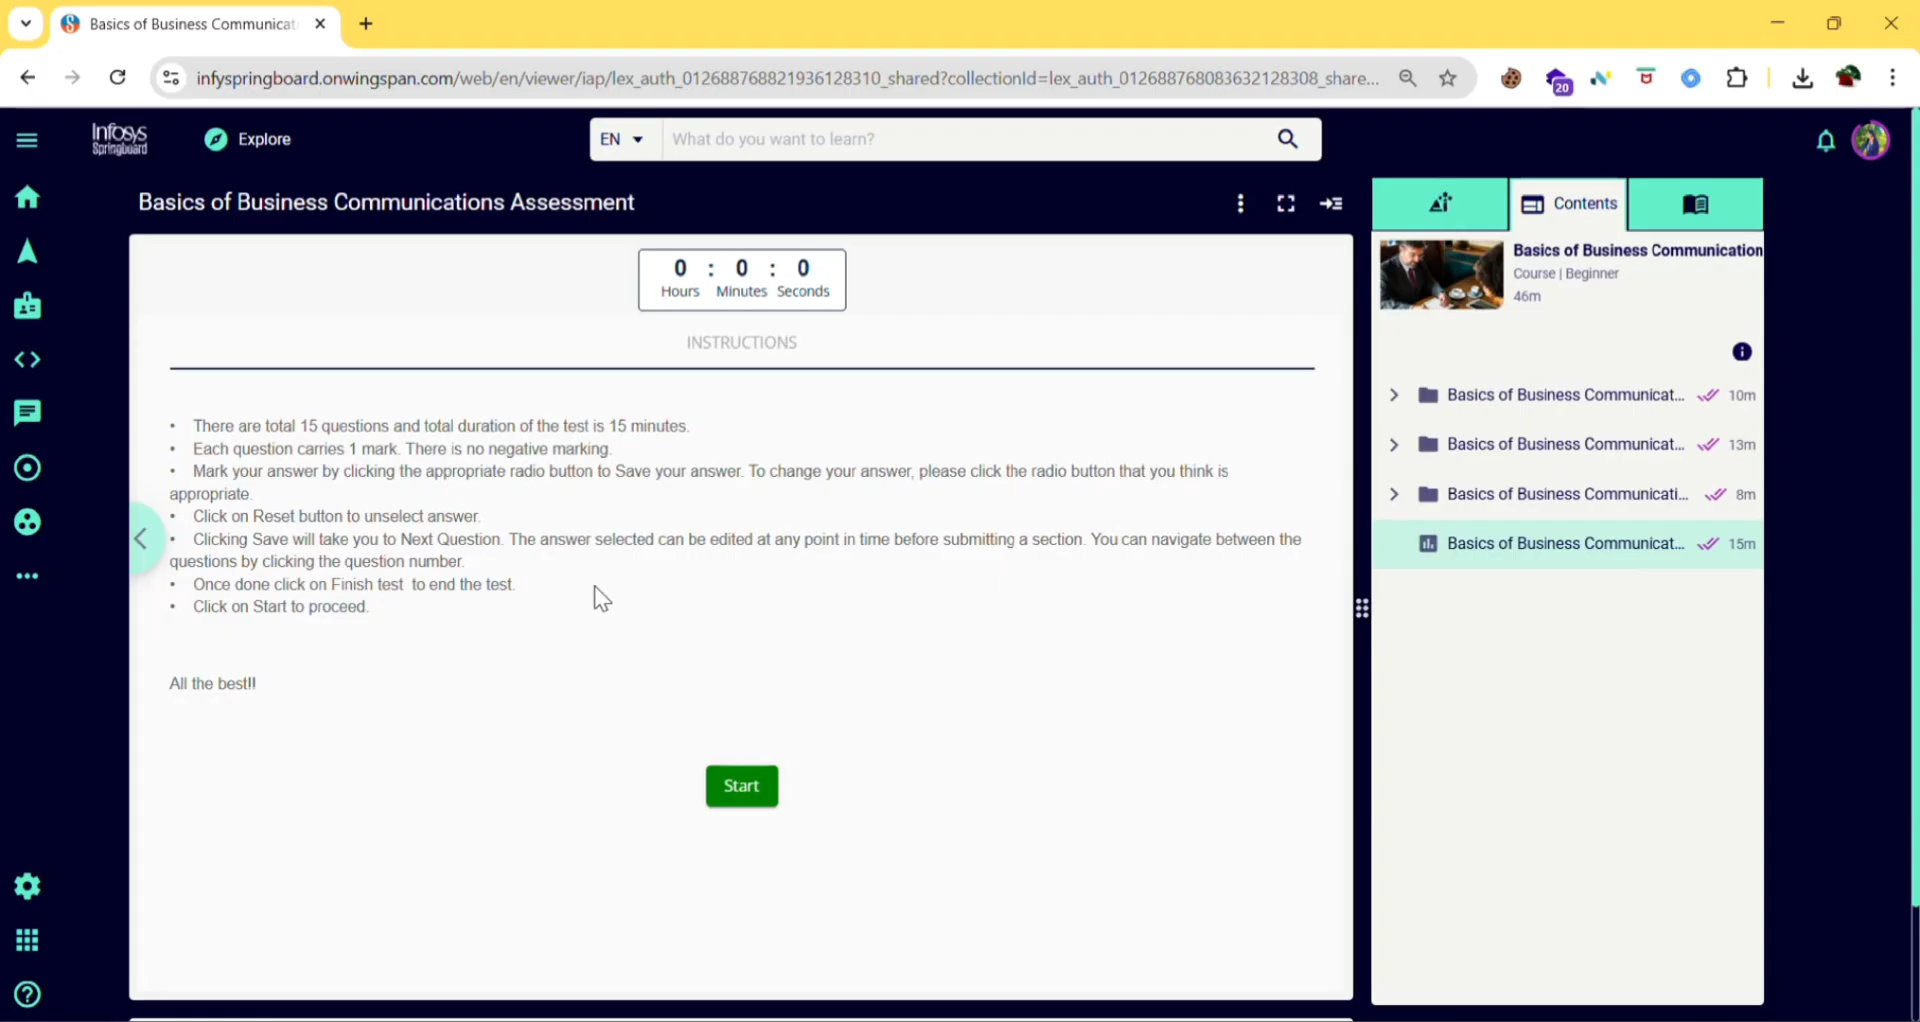 Basics of Business Communicat
infyspringboard.onwingspan.com/web/en/viewer/iap/lex_auth_012688768821936128310_shared?collectionId=lex_auth_012688768083632128308_share...
20
Infosys
Springboard
Explore
EN
What do you want to learn?
Basics of Business Communications Assessment
0 : 0 : 0
Hours Minutes Seconds
INSTRUCTIONS
• There are total 15 questions and total duration of the test is 15 minutes.
• Each question carries 1 mark. There is no negative marking.
• Mark your answer by clicking the appropriate radio button to Save your answer. To change your answer, please click the radio button that you think is
appropriate.
• Click on Reset button to unselect answer.
• Clicking Save will take you to Next Question. The answer selected can be edited at any point in time before submitting a section. You can navigate between the
questions by clicking the question number.
• Once done click on Finish test to end the test.
• Click on Start to proceed.
All the best!!
Start
Contents
Basics of Business Communication
Course | Beginner
46m
Basics of Business Communicat... 10m
Basics of Business Communicat... 13m
Basics of Business Communicati... 8m
Basics of Business Communicat... 15m